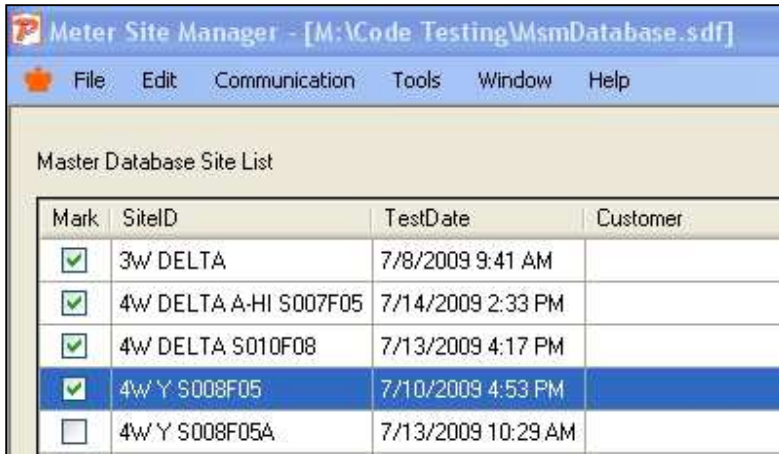 Meter Site Manager - [M:\Code Testing\MsmDatabase.sdf]
File Edit Communication Tools Window Help
Master Database Site List
Mark SiteID TestDate Customer
3W DELTA 7/8/2009 9:41 AM
4W DELTA A-HI S007F05 7/14/2009 2:33 PM
4W DELTA S010F08 7/13/2009 4:17 PM
4W Y S008F05 7/10/2009 4:53 PM
4W Y S008F05A 7/13/2009 10:29 AM